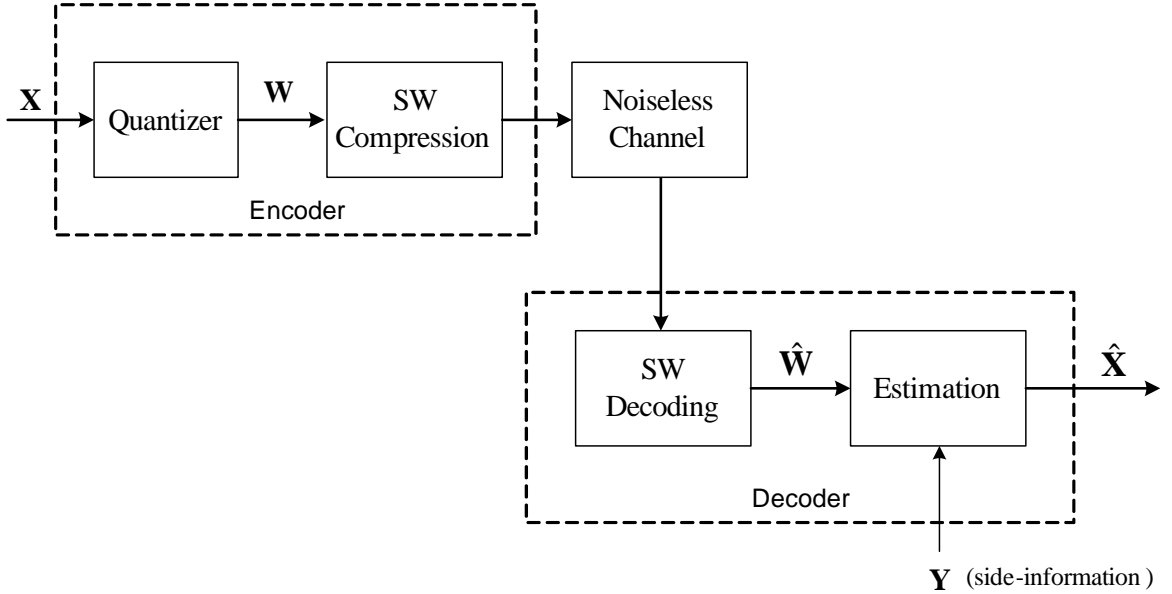 X
Quantizer
W
SW
Compression
Encoder
Noiseless
Channel
SW
Decoding
Ŵ
Estimation
X̂
Decoder
Y (side-information )